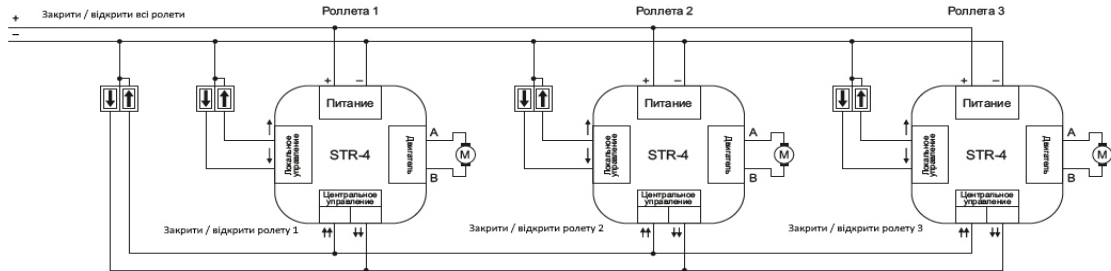 Роллета 1
Роллета 2
Роллета 3
Закрити / відкрити всі ролети
+
−
+ −
+ −
+ −
Питание
Питание
Питание
Локальное управление
STR-4
Двигатель
A
B
M
Локальное управление
STR-4
Двигатель
A
B
M
Локальное управление
STR-4
Двигатель
A
B
M
Центральное
управление
Центральное
управление
Центральное
управление
Закрити / відкрити ролету 1
Закрити / відкрити ролету 2
Закрити / відкрити ролету 3